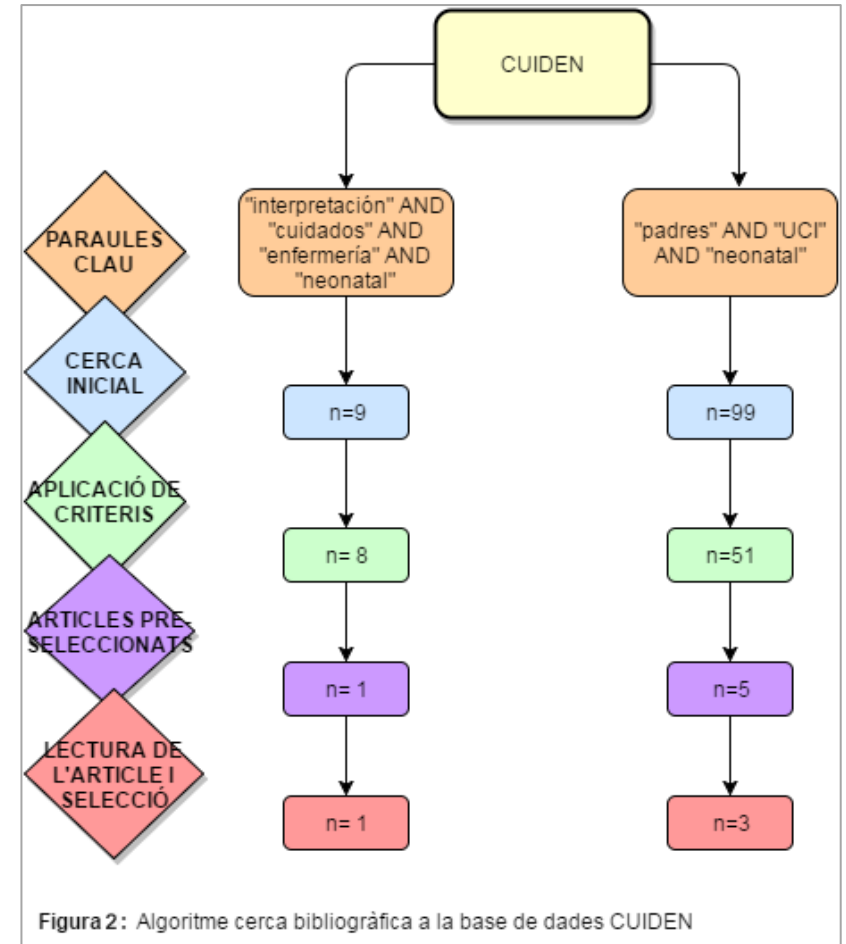 CUIDEN
PARAULES
CLAU
"interpretación" AND
"cuidados" AND
"enfermería" AND
"neonatal"
"padres" AND "UCI"
AND "neonatal"
CERCA
INICIAL
n=9
n=99
APLICACIÓ DE
CRITERIS
n= 8
n=51
ARTICLES PRE-
SELECCIONATS
n= 1
n=5
LECTURA DE
L'ARTICLE I
SELECCIÓ
n= 1
n=3
Figura 2: Algoritme cerca bibliogràfica a la base de dades CUIDEN